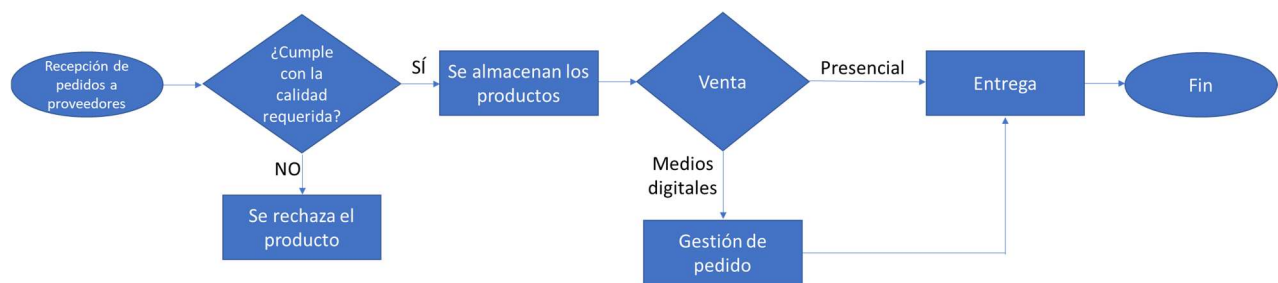 Recepción de
pedidos a
proveedores
¿Cumple
con la
calidad
requerida?
SÍ
NO
Se rechaza el
producto
Se almacenan los
productos
Venta
Presencial
Medios
digitales
Gestión de
pedido
Entrega
Fin